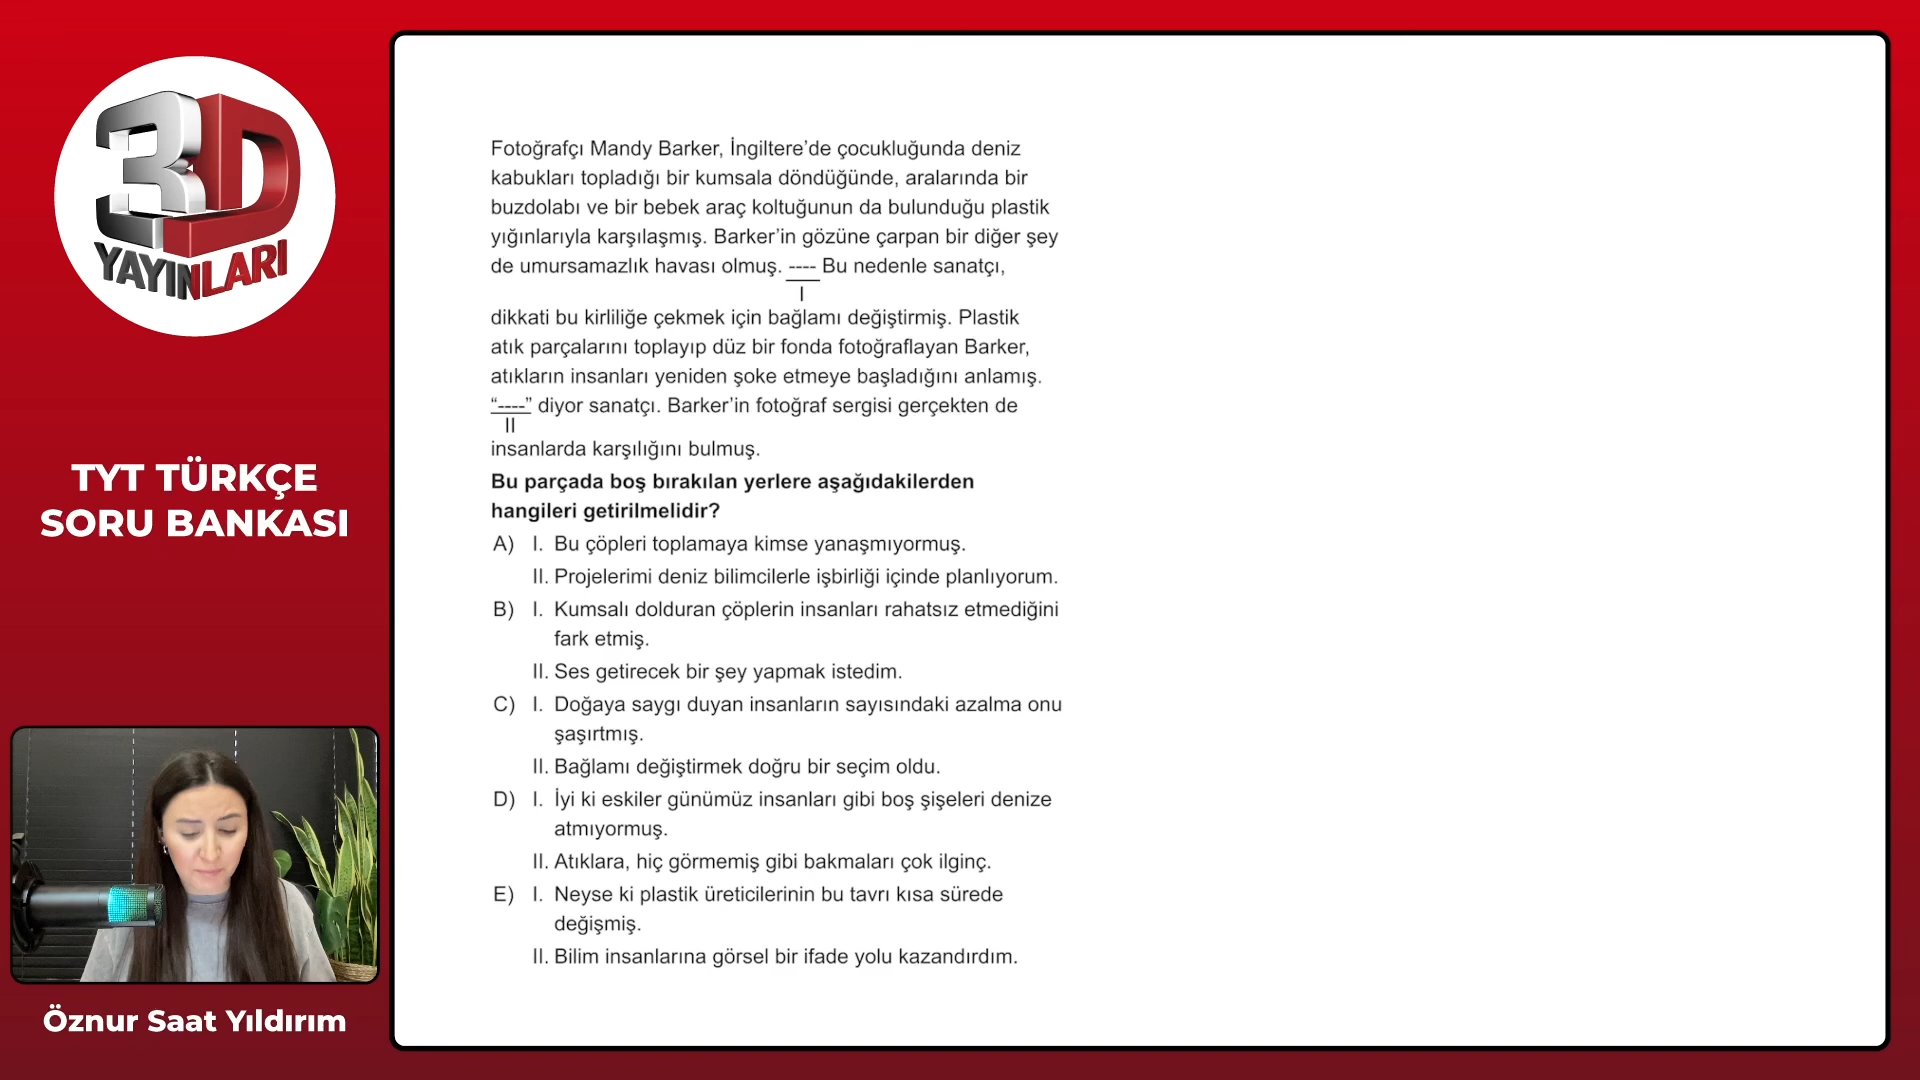 3D
YAYINLARI
TYT TÜRKÇE
SORU BANKASI
Öznur Saat Yıldırım
Fotoğrafçı Mandy Barker, İngiltere’de çocukluğunda deniz
kabukları topladığı bir kumsala döndüğünde, aralarında bir
buzdolabı ve bir bebek araç koltuğunun da bulunduğu plastik
yığınlarıyla karşılaşmış. Barker’in gözüne çarpan bir diğer şey
de umursamazlık havası olmuş. ---- Bu nedenle sanatçı,
I
dikkati bu kirliliğe çekmek için bağlamı değiştirmiş. Plastik
atık parçalarını toplayıp düz bir fonda fotoğraflayan Barker,
atıkların insanları yeniden şoke etmeye başladığını anlamış.
“----” diyor sanatçı. Barker’in fotoğraf sergisi gerçekten de
II
insanlarda karşılığını bulmuş.
Bu parçada boş bırakılan yerlere aşağıdakilerden
hangileri getirilmelidir?
A) I. Bu çöpleri toplamaya kimse yanaşmıyormuş.
II. Projelerimi deniz bilimcilerle işbirliği içinde planlıyorum.
B) I. Kumsalı dolduran çöplerin insanları rahatsız etmediğini
fark etmiş.
II. Ses getirecek bir şey yapmak istedim.
C) I. Doğaya saygı duyan insanların sayısındaki azalma onu
şaşırtmış.
II. Bağlamı değiştirmek doğru bir seçim oldu.
D) I. İyi ki eskiler günümüz insanları gibi boş şişeleri denize
atmıyormuş.
II. Atıklara, hiç görmemiş gibi bakmaları çok ilginç.
E) I. Neyse ki plastik üreticilerinin bu tavrı kısa sürede
değişmiş.
II. Bilim insanlarına görsel bir ifade yolu kazandırdım.